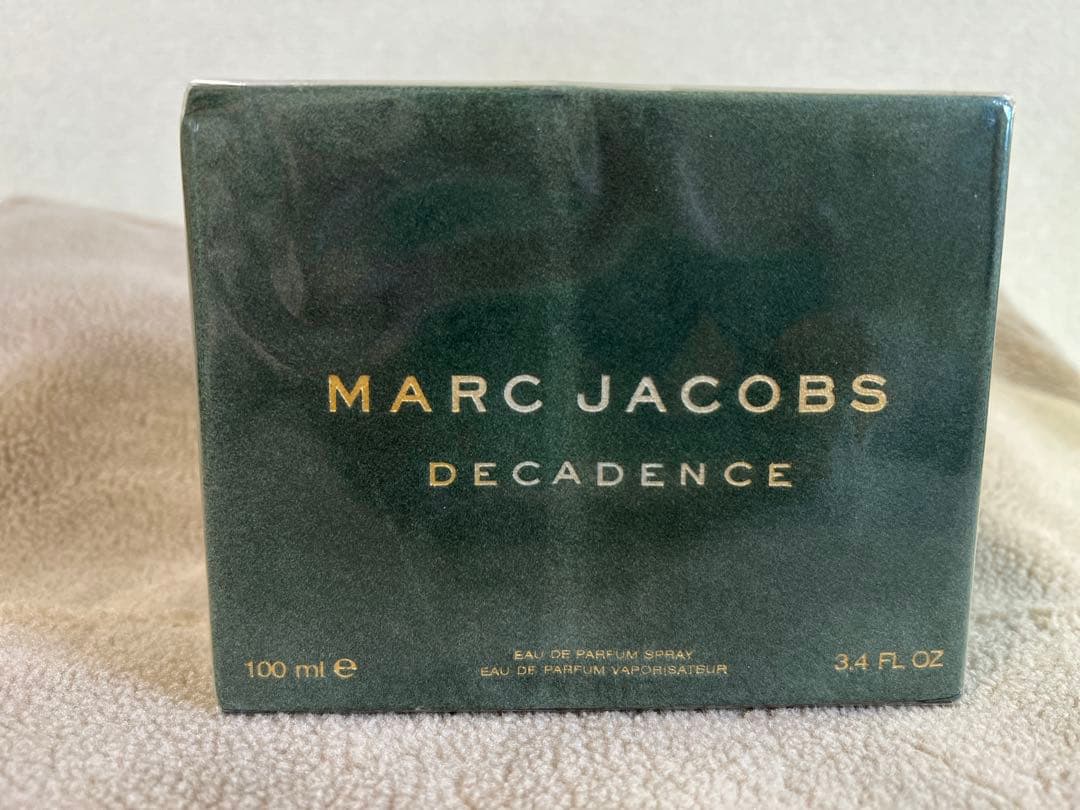 MARC JACOBS
DECADENCE
EAU DE PARFUM SPRAY
EAU DE PARFUM VAPORISATEUR
100 ml ℮
3.4 FL OZ